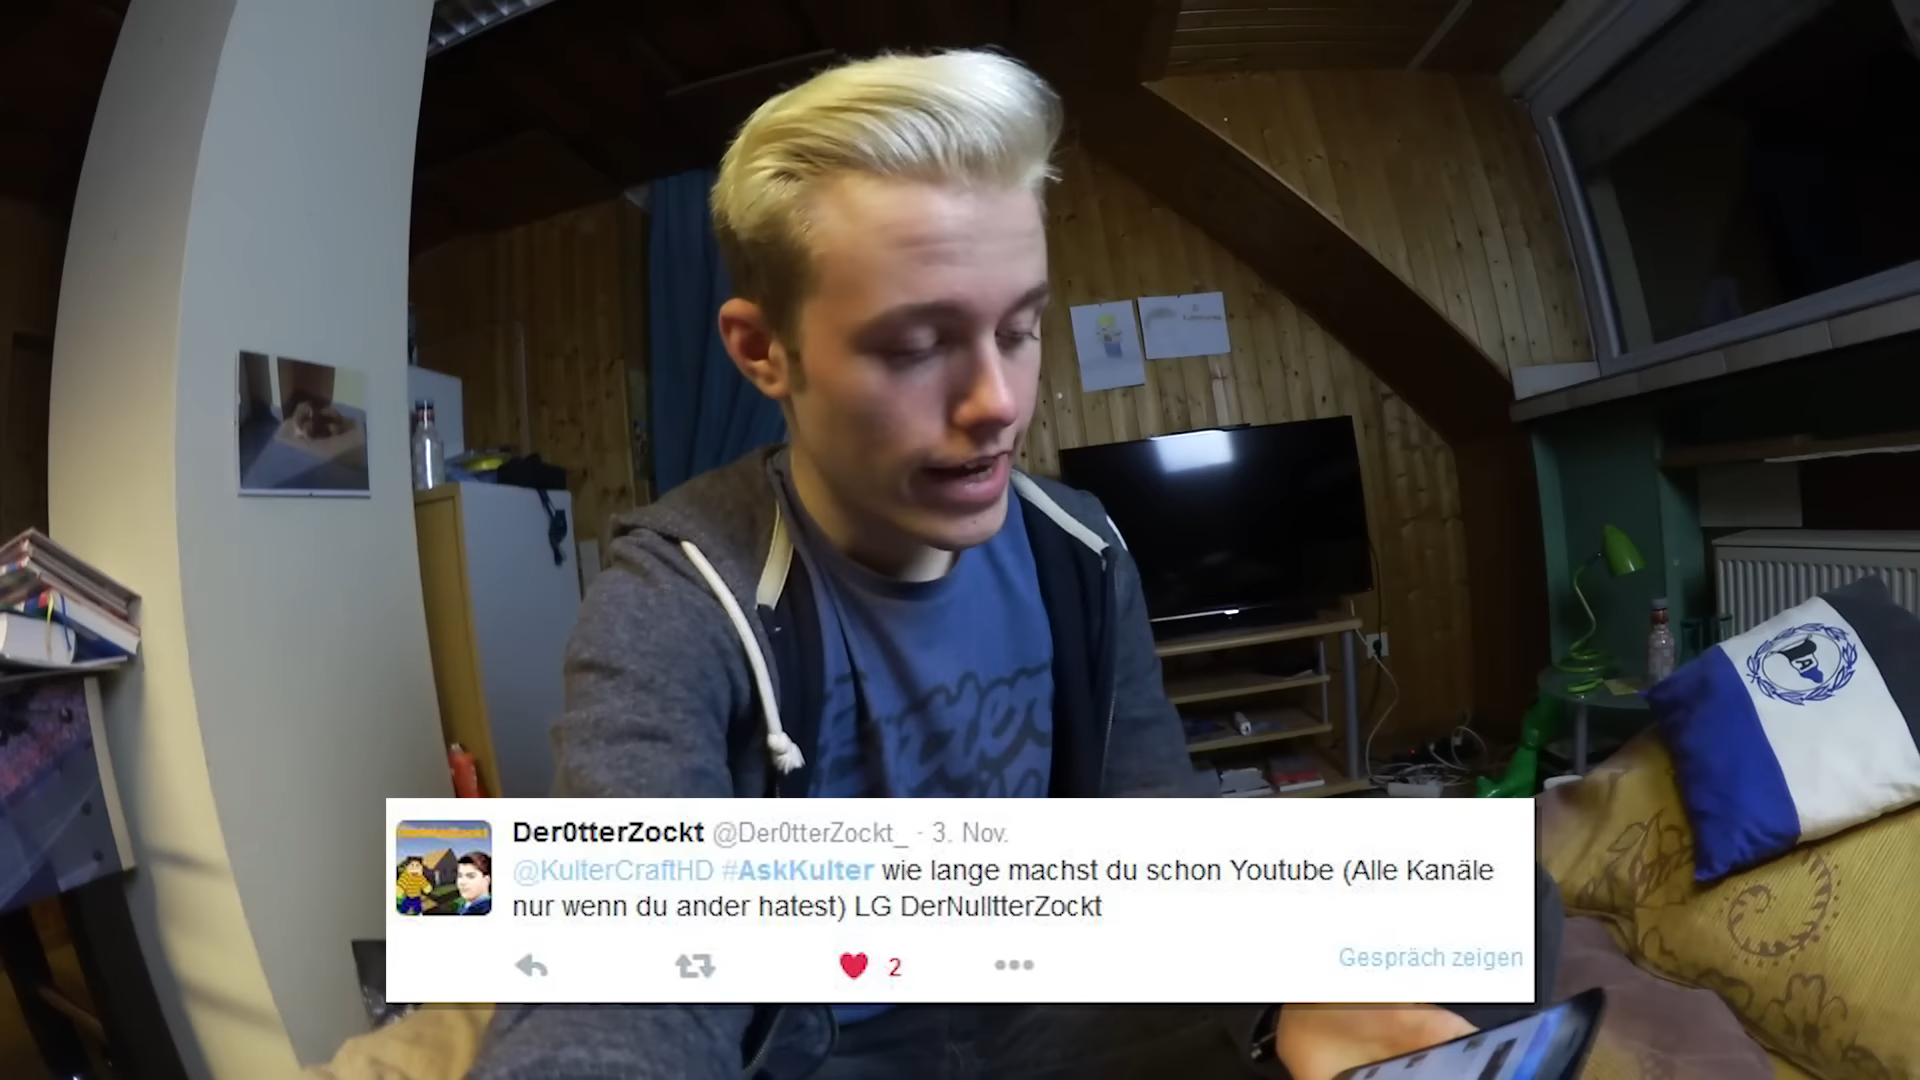 Der0tterZockt @Der0tterZockt_ · 3. Nov.
@KulterCraftHD #AskKulter wie lange machst du schon Youtube (Alle Kanäle
nur wenn du ander hatest) LG DerNulltterZockt
2
Gespräch zeigen